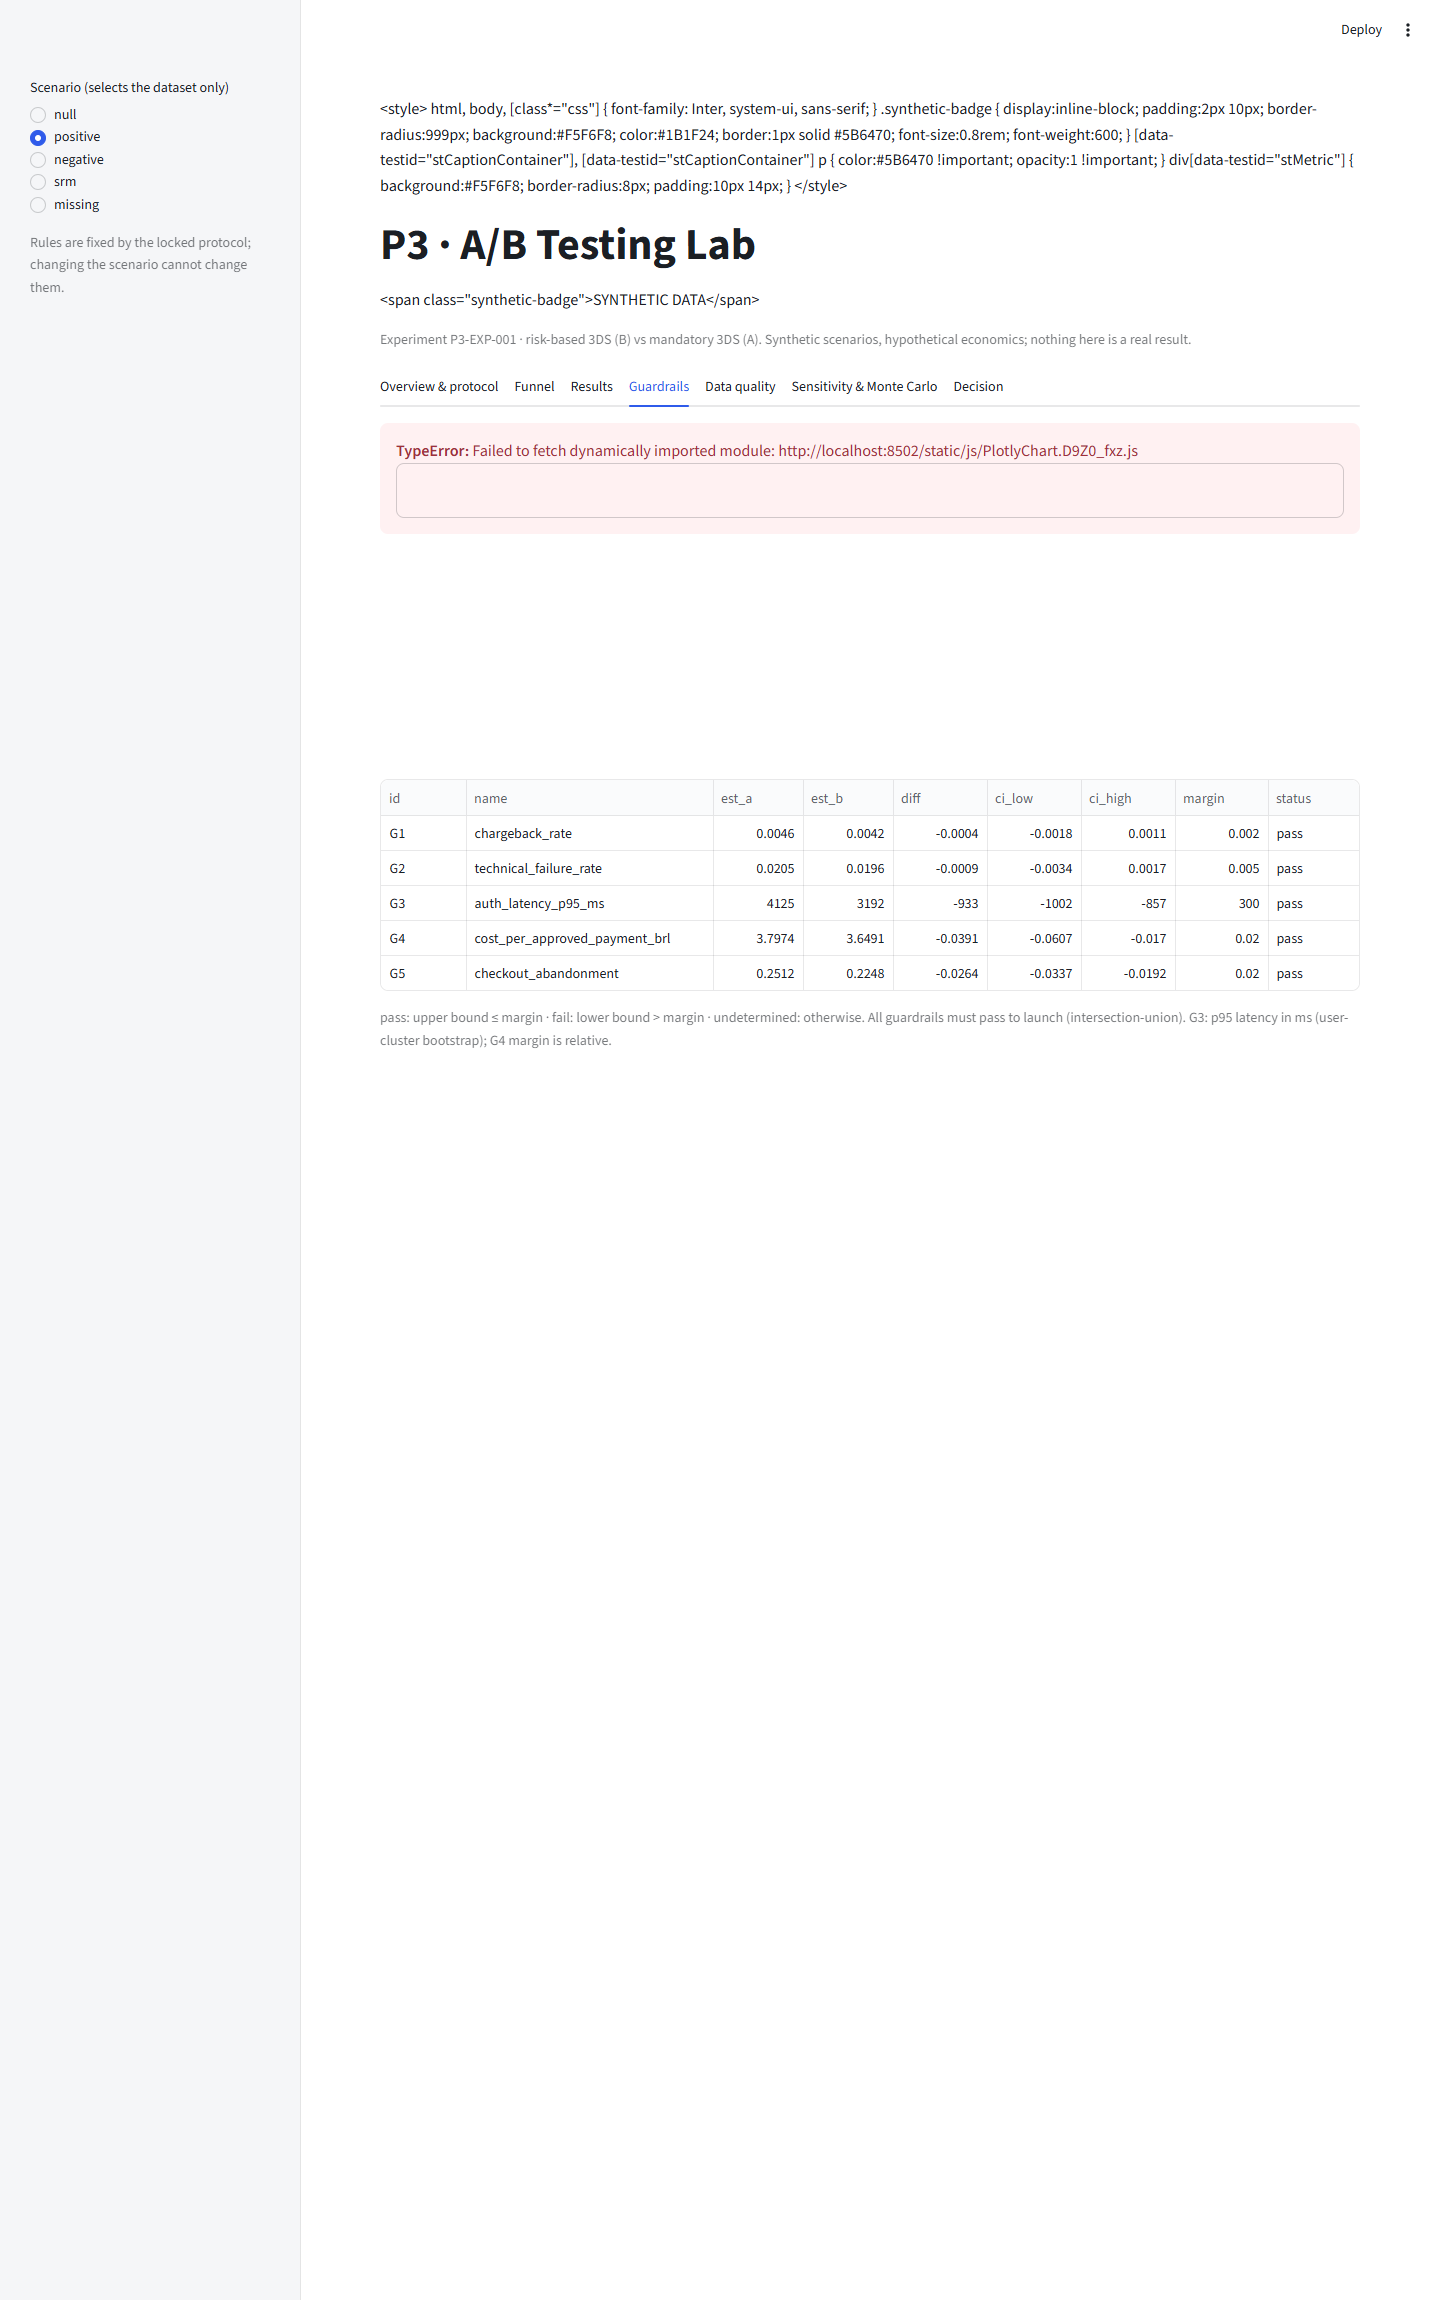 Deploy
Scenario (selects the dataset only)
null
positive
negative
srm
missing
Rules are fixed by the locked protocol;
changing the scenario cannot change
them.
<style> html, body, [class*="css"] { font-family: Inter, system-ui, sans-serif; } .synthetic-badge { display:inline-block; padding:2px 10px; border-
radius:999px; background:#F5F6F8; color:#1B1F24; border:1px solid #5B6470; font-size:0.8rem; font-weight:600; } [data-
testid="stCaptionContainer"], [data-testid="stCaptionContainer"] p { color:#5B6470 !important; opacity:1 !important; } div[data-testid="stMetric"] {
background:#F5F6F8; border-radius:8px; padding:10px 14px; } </style>
P3 · A/B Testing Lab
<span class="synthetic-badge">SYNTHETIC DATA</span>
Experiment P3-EXP-001 · risk-based 3DS (B) vs mandatory 3DS (A). Synthetic scenarios, hypothetical economics; nothing here is a real result.
Overview & protocol Funnel Results Guardrails Data quality Sensitivity & Monte Carlo Decision
TypeError: Failed to fetch dynamically imported module: http://localhost:8502/static/js/PlotlyChart.D9Z0_fxz.js
id name est_a est_b diff ci_low ci_high margin status
G1 chargeback_rate 0.0046 0.0042 -0.0004 -0.0018 0.0011 0.002 pass
G2 technical_failure_rate 0.0205 0.0196 -0.0009 -0.0034 0.0017 0.005 pass
G3 auth_latency_p95_ms 4125 3192 -933 -1002 -857 300 pass
G4 cost_per_approved_payment_brl 3.7974 3.6491 -0.0391 -0.0607 -0.017 0.02 pass
G5 checkout_abandonment 0.2512 0.2248 -0.0264 -0.0337 -0.0192 0.02 pass
pass: upper bound ≤ margin · fail: lower bound > margin · undetermined: otherwise. All guardrails must pass to launch (intersection-union). G3: p95 latency in ms (user-
cluster bootstrap); G4 margin is relative.